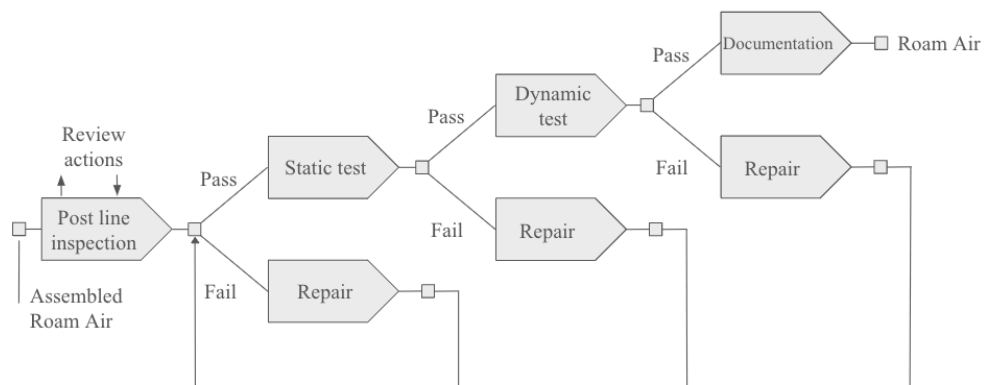 Documentation
Roam Air
Pass
Dynamic
test
Review
actions
Pass
Fail
Repair
Static test
Pass
Post line
inspection
Fail
Repair
Fail
Repair
Assembled
Roam Air